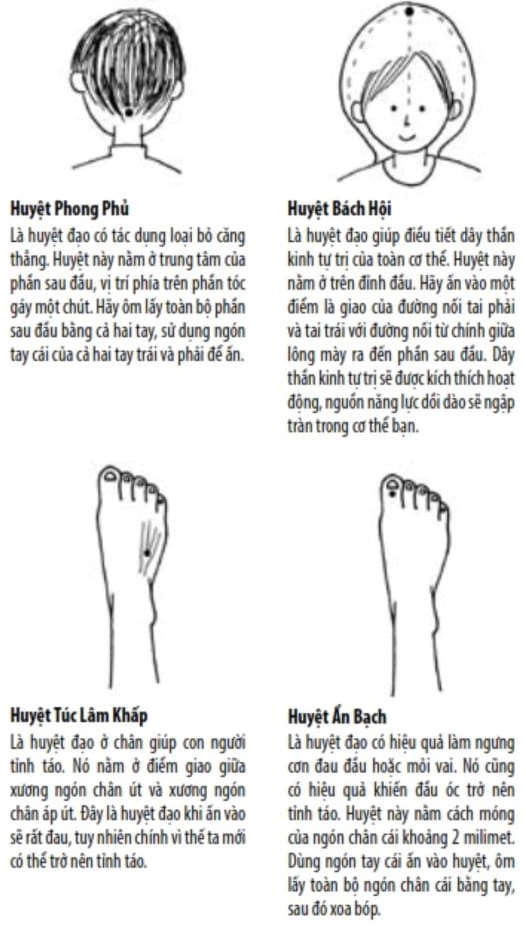 Huyệt Phong Phủ
Là huyệt đạo có tác dụng loại bỏ căng
thẳng. Huyệt này nằm ở trung tâm của
phần sau đầu, vị trí phía trên phần tóc
gáy một chút. Hãy ôm lấy toàn bộ phần
sau đầu bằng cả hai tay, sử dụng ngón
tay cái của cả hai tay trái và phải để ấn.
Huyệt Bách Hội
Là huyệt đạo giúp điều tiết dây thần
kinh tự trị của toàn cơ thể. Huyệt này
nằm ở trên đỉnh đầu. Hãy ấn vào một
điểm là giao của đường nối tai phải
và tai trái với đường nối từ chính giữa
lông mày ra đến phần sau đầu. Dây
thần kinh tự trị sẽ được kích thích hoạt
động, nguồn năng lực dồi dào sẽ ngập
tràn trong cơ thể bạn.
Huyệt Túc Lâm Khấp
Là huyệt đạo ở chân giúp con người
tỉnh táo. Nó nằm ở điểm giao giữa
xương ngón chân út và xương ngón
chân áp út. Đây là huyệt đạo khi ấn vào
sẽ rất đau, tuy nhiên chính vì thế ta mới
có thể trở nên tỉnh táo.
Huyệt Ẩn Bạch
Là huyệt đạo có hiệu quả làm ngưng
cơn đau đầu hoặc mỏi vai. Nó cũng
có hiệu quả khiến đầu óc trở nên
tỉnh táo. Huyệt này nằm cách móng
của ngón chân cái khoảng 2 milimet.
Dùng ngón tay cái ấn vào huyệt, ôm
lấy toàn bộ ngón chân cái bằng tay,
sau đó xoa bóp.